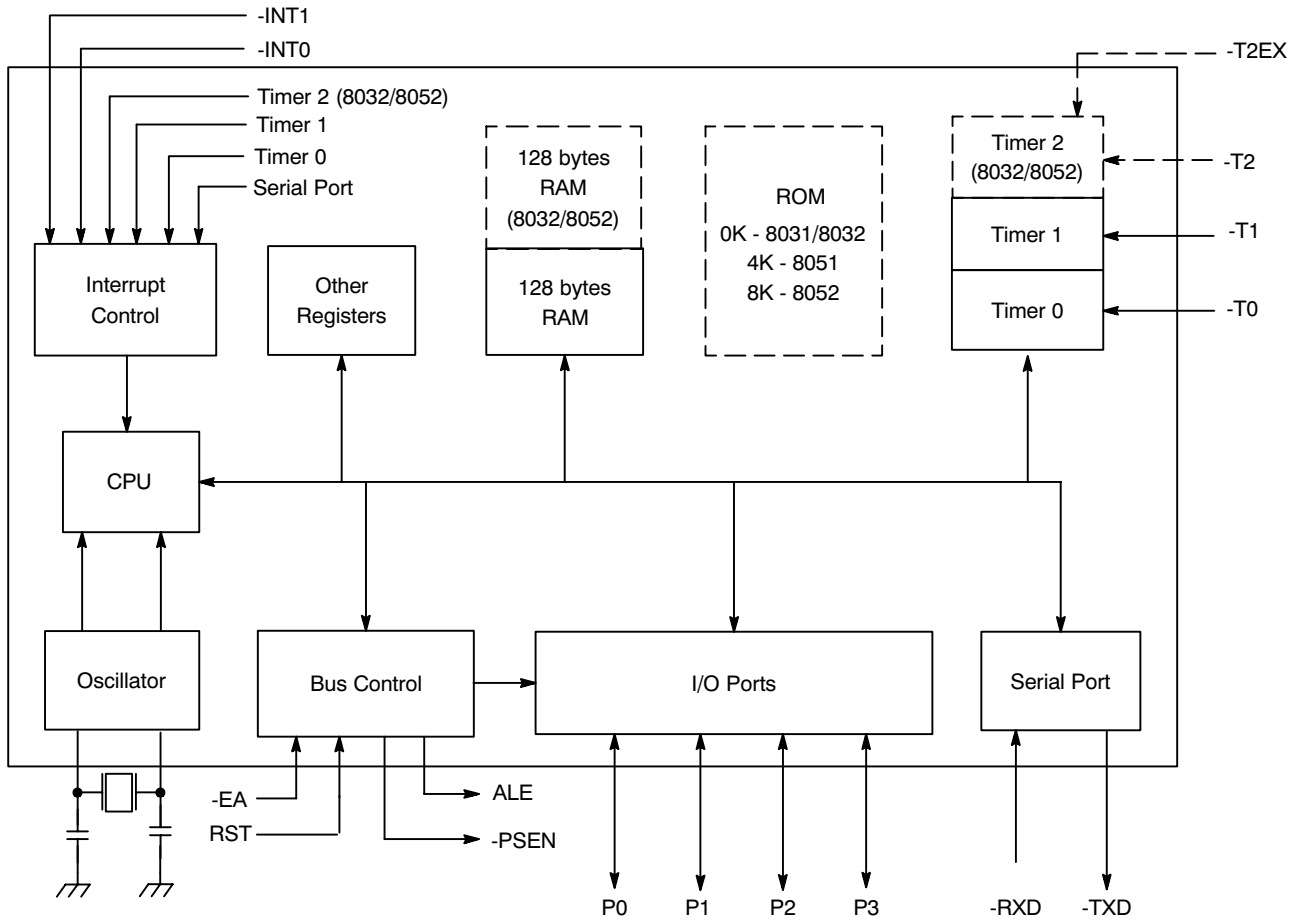 -INT1
-INT0
-T2EX
Timer 2 (8032/8052)
Timer 1
Timer 0
Serial Port
128 bytes
RAM
(8032/8052)
128 bytes
RAM
ROM
0K - 8031/8032
4K - 8051
8K - 8052
Timer 2
(8032/8052)
Timer 1
Timer 0
-T2
-T1
-T0
Interrupt
Control
Other
Registers
CPU
Oscillator
Bus Control
I/O Ports
Serial Port
-EA
RST
ALE
-PSEN
P0
P1
P2
P3
-RXD
-TXD